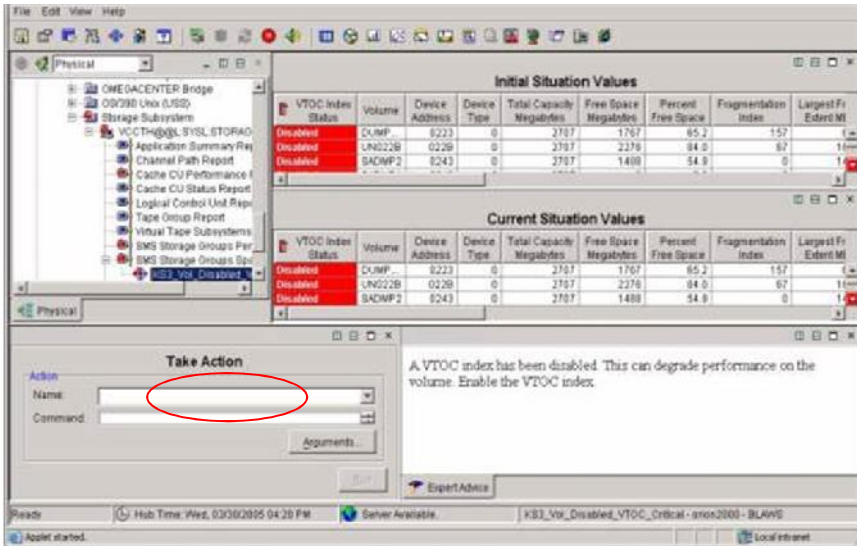 File Edit View Help
Physical
OMEGACENTER Bridge
OS/390 Unix (USS)
Storage Subsystem
Application Summary Rep
Channel Path Report
Cache CU Performance
Cache CU Status Report
Logical Control Unit Repo
Tape Group Report
Virtual Tape Subsystems
SMS Storage Groups Per
SMS Storage Groups Spa
KS3_Vol_Disabled_V
Physical
Initial Situation Values
VTOC Index Status Volume Device Address Device Type Total Capacity Megabytes Free Space Megabytes Percent Free Space Fragmentation Index Largest Fr Extent M
Disabled DUMP... 0223 0 2707 1767 65.2 157
Disabled 0229 0 2707 2276 84.0 67
Disabled SADMP2 0243 0 2707 1488 54.9 0
Current Situation Values
VTOC Index Status Volume Device Address Device Type Total Capacity Megabytes Free Space Megabytes Percent Free Space Fragmentation Index Largest Fr Extent M
Disabled DUMP... 0223 0 2707 1767 65.2 157
Disabled 0229 0 2707 2276 84.0 67
Disabled SADMP2 0243 0 2707 1488 54.9 0
Take Action
Action
Name:
Command:
Arguments...
Run
A VTOC index has been disabled. This can degrade performance on the
volume. Enable the VTOC index.
Expert Advice
Ready
Hub Time: Wed, 03/30/2005 04:20 PM
Server Available
KS3_Vol_Disabled_VTOC_Critical - orion2000 - BLAWS
Applet started.
Local intranet